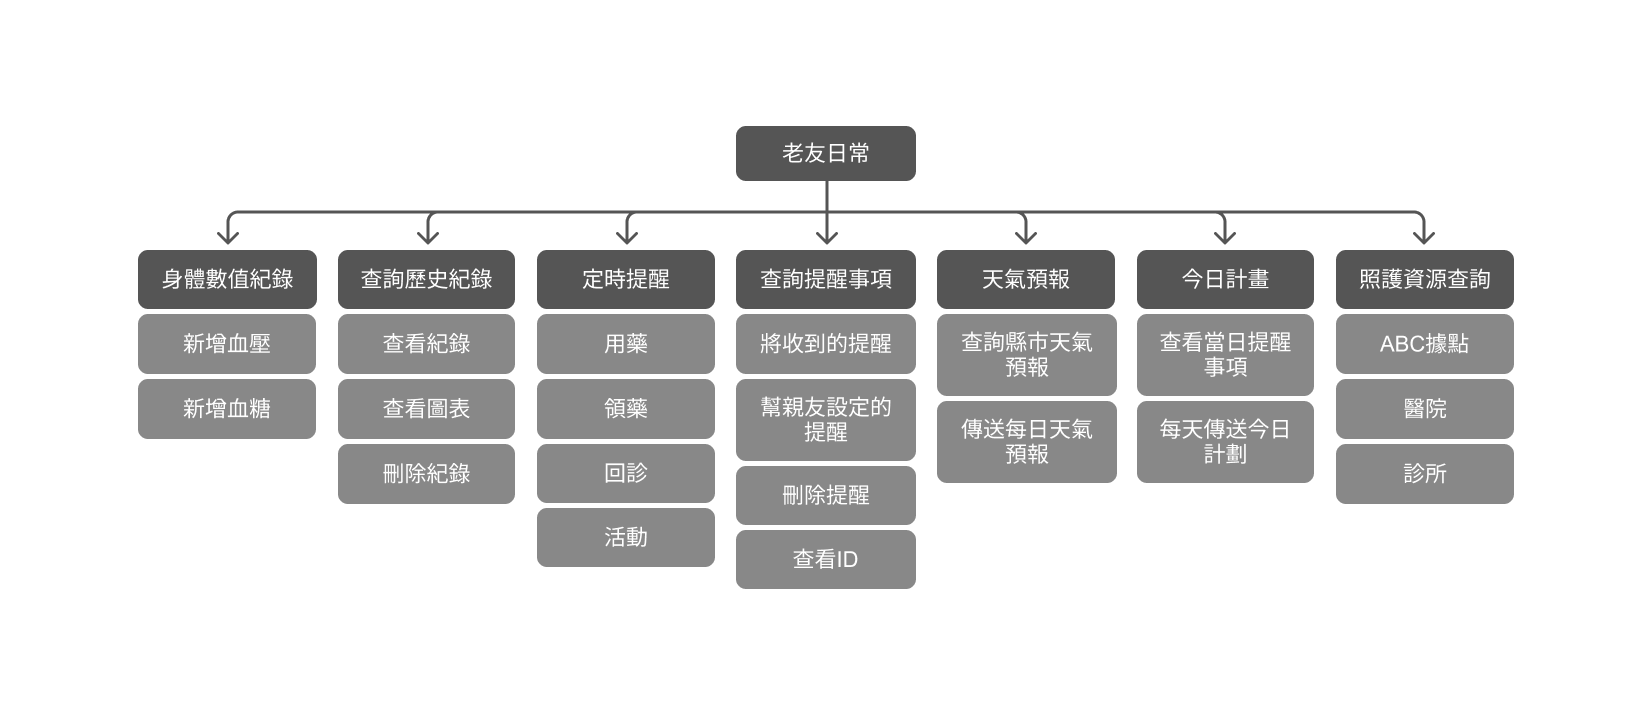 老友日常
身體數值紀錄
新增血壓
新增血糖
查詢歷史紀錄
查看紀錄
查看圖表
刪除紀錄
定時提醒
用藥
領藥
回診
活動
查詢提醒事項
將收到的提醒
幫親友設定的
提醒
刪除提醒
查看ID
天氣預報
查詢縣市天氣
預報
傳送每日天氣
預報
今日計畫
查看當日提醒
事項
每天傳送今日
計劃
照護資源查詢
ABC據點
醫院
診所